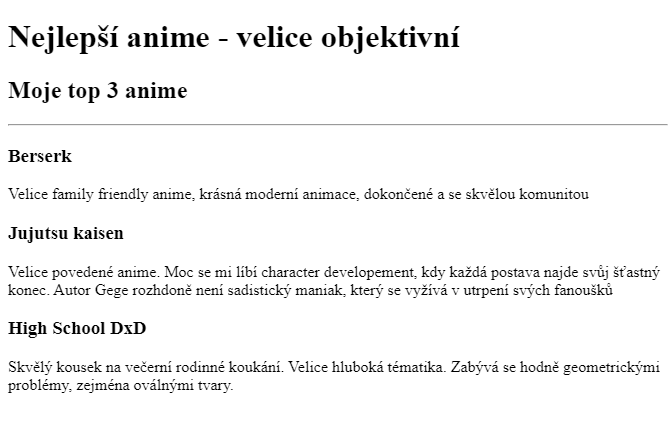 Nejlepší anime - velice objektivní
Moje top 3 anime
Berserk
Velice family friendly anime, krásná moderní animace, dokončené a se skvělou komunitou
Jujutsu kaisen
Velice povedené anime. Moc se mi líbí character developement, kdy každá postava najde svůj šťastný
konec. Autor Gege rozhdoně není sadistický maniak, který se vyžívá v utrpení svých fanoušků
High School DxD
Skvělý kousek na večerní rodinné koukání. Velice hluboká tématika. Zabývá se hodně geometrickými
problémy, zejména oválnými tvary.